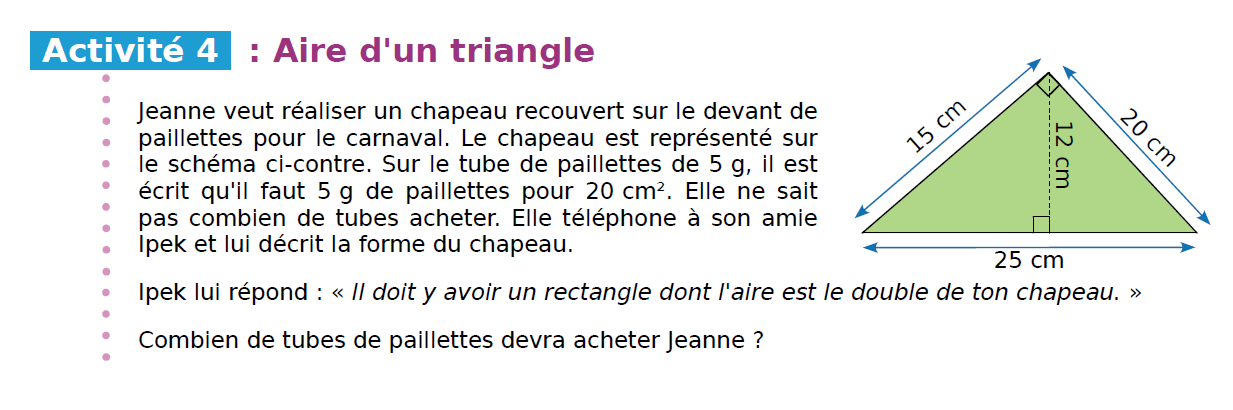 Activité 4 : Aire d'un triangle
Jeanne veut réaliser un chapeau recouvert sur le devant de
paillettes pour le carnaval. Le chapeau est représenté sur
le schéma ci-contre. Sur le tube de paillettes de 5 g, il est
écrit qu'il faut 5 g de paillettes pour 20 cm². Elle ne sait
pas combien de tubes acheter. Elle téléphone à son amie
Ipek et lui décrit la forme du chapeau.
15 cm
12 cm
20 cm
25 cm
Ipek lui répond : « Il doit y avoir un rectangle dont l'aire est le double de ton chapeau. »
Combien de tubes de paillettes devra acheter Jeanne ?